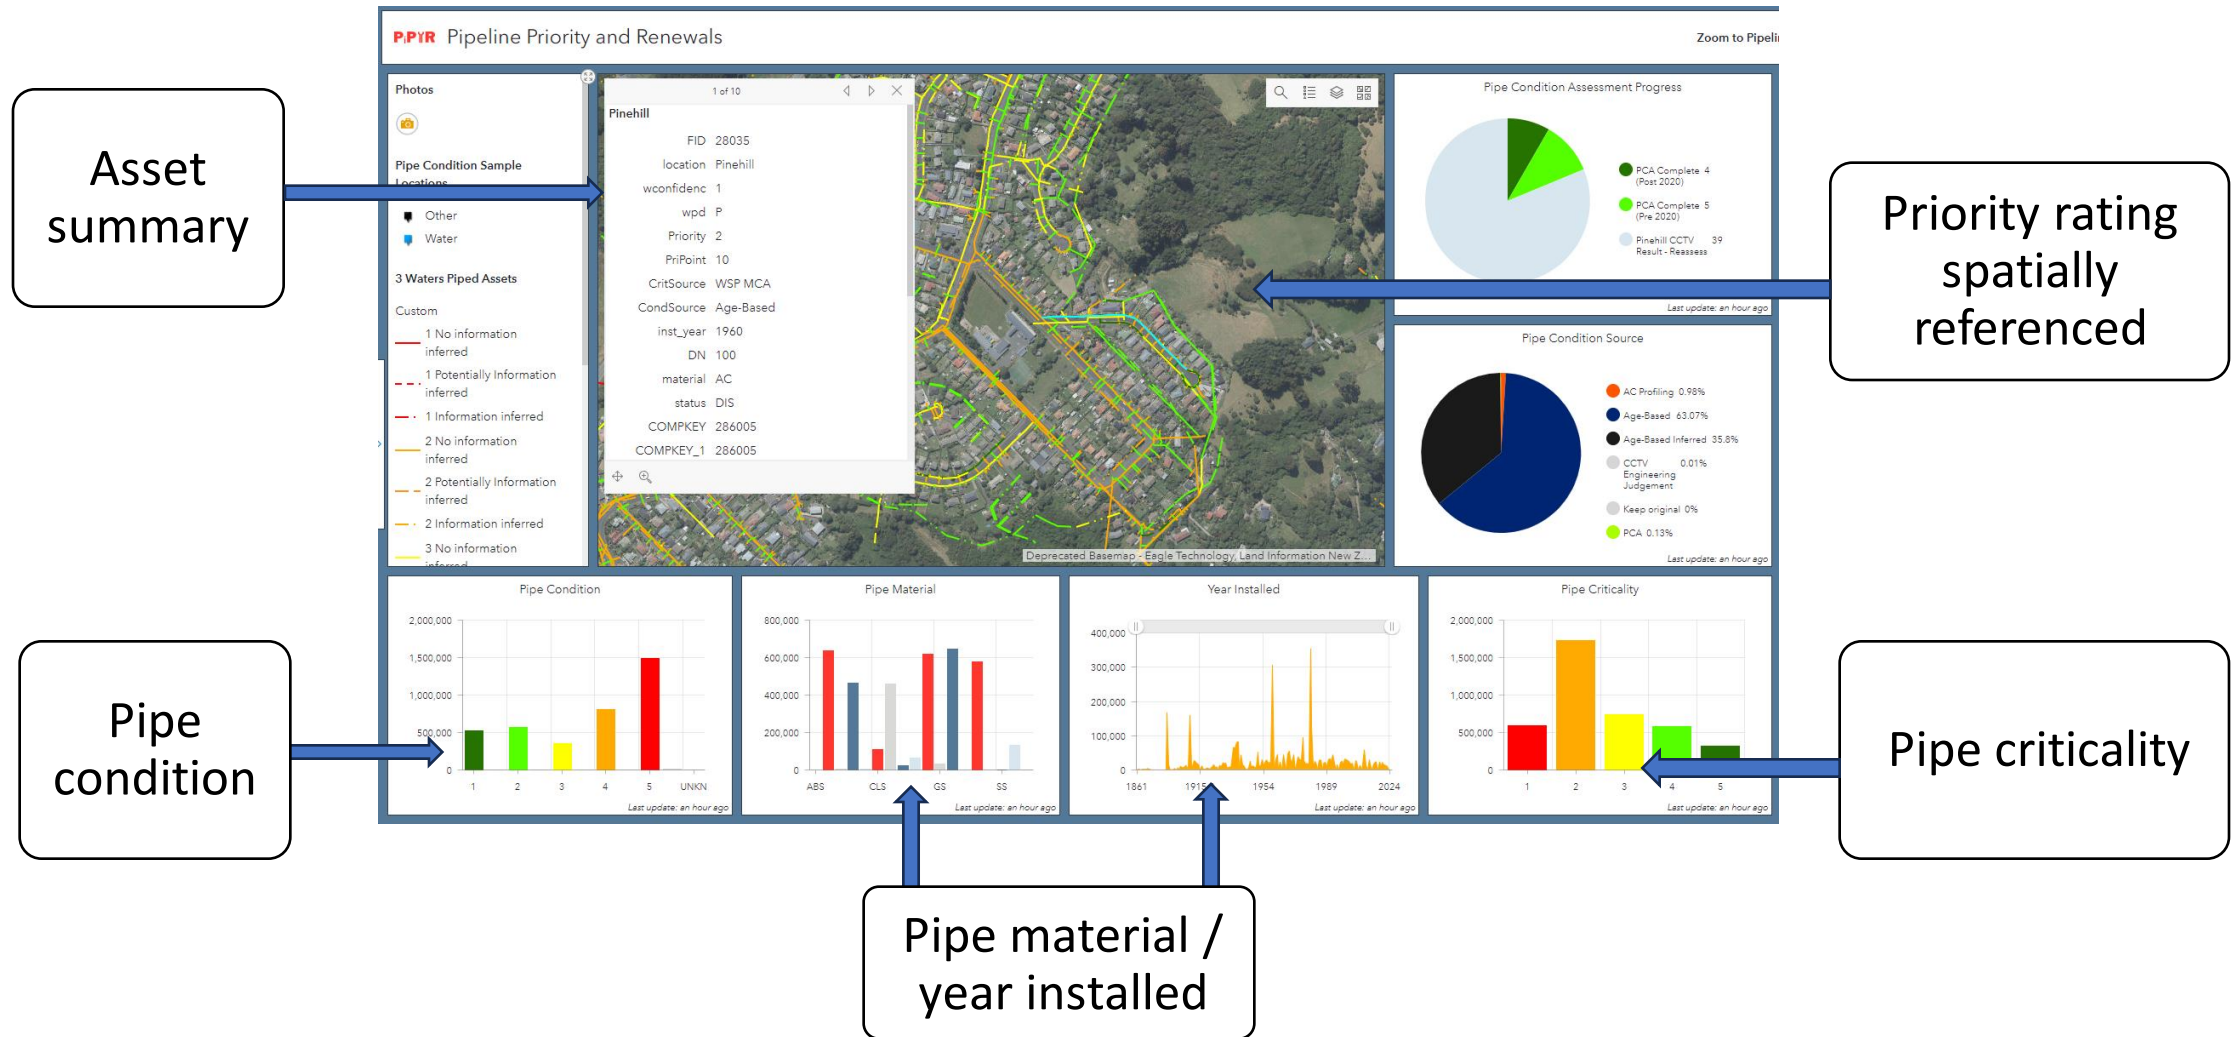 PiPYR Pipeline Priority and Renewals
Zoom to Pipeli
Asset
summary
Photos
Pipe Condition Sample
Locations
Other
Water
3 Waters Piped Assets
Custom
1 No information
inferred
1 Potentially Information
inferred
1 Information inferred
2 No information
inferred
2 Potentially Information
inferred
2 Information inferred
3 No information
inferred
1 of 10
Pinehill
FID 28035
location Pinehill
wconfidenc 1
wpd P
Priority 2
PriPoint 10
CritSource WSP MCA
CondSource Age-Based
inst_year 1960
DN 100
material AC
status DIS
COMPKEY 286005
COMPKEY_1 286005
Deprecated Basemap - Eagle Technology, Land Information New Z...
Pipe Condition Assessment Progress
PCA Complete 4
(Post 2020)
PCA Complete 5
(Pre 2020)
Pinehill CCTV 39
Result - Reassess
Last update: an hour ago
Pipe Condition Source
AC Profiling 0.98%
Age-Based 63.07%
Age-Based Inferred 35.8%
CCTV 0.01%
Engineering
Judgement
Keep original 0%
PCA 0.13%
Last update: an hour ago
Priority rating
spatially
referenced
Pipe
condition
Pipe Condition
2,000,000
1,500,000
1,000,000
500,000
0
1 2 3 4 5 UNKN
Last update: an hour ago
Pipe Material
800,000
600,000
400,000
200,000
0
ABS CLS GS SS
Last update: an hour ago
Year Installed
400,000
300,000
200,000
100,000
0
1861 1915 1954 1989 2024
Last update: an hour ago
Pipe Criticality
2,000,000
1,500,000
1,000,000
500,000
0
1 2 3 4 5
Last update: an hour ago
Pipe criticality
Pipe material /
year installed